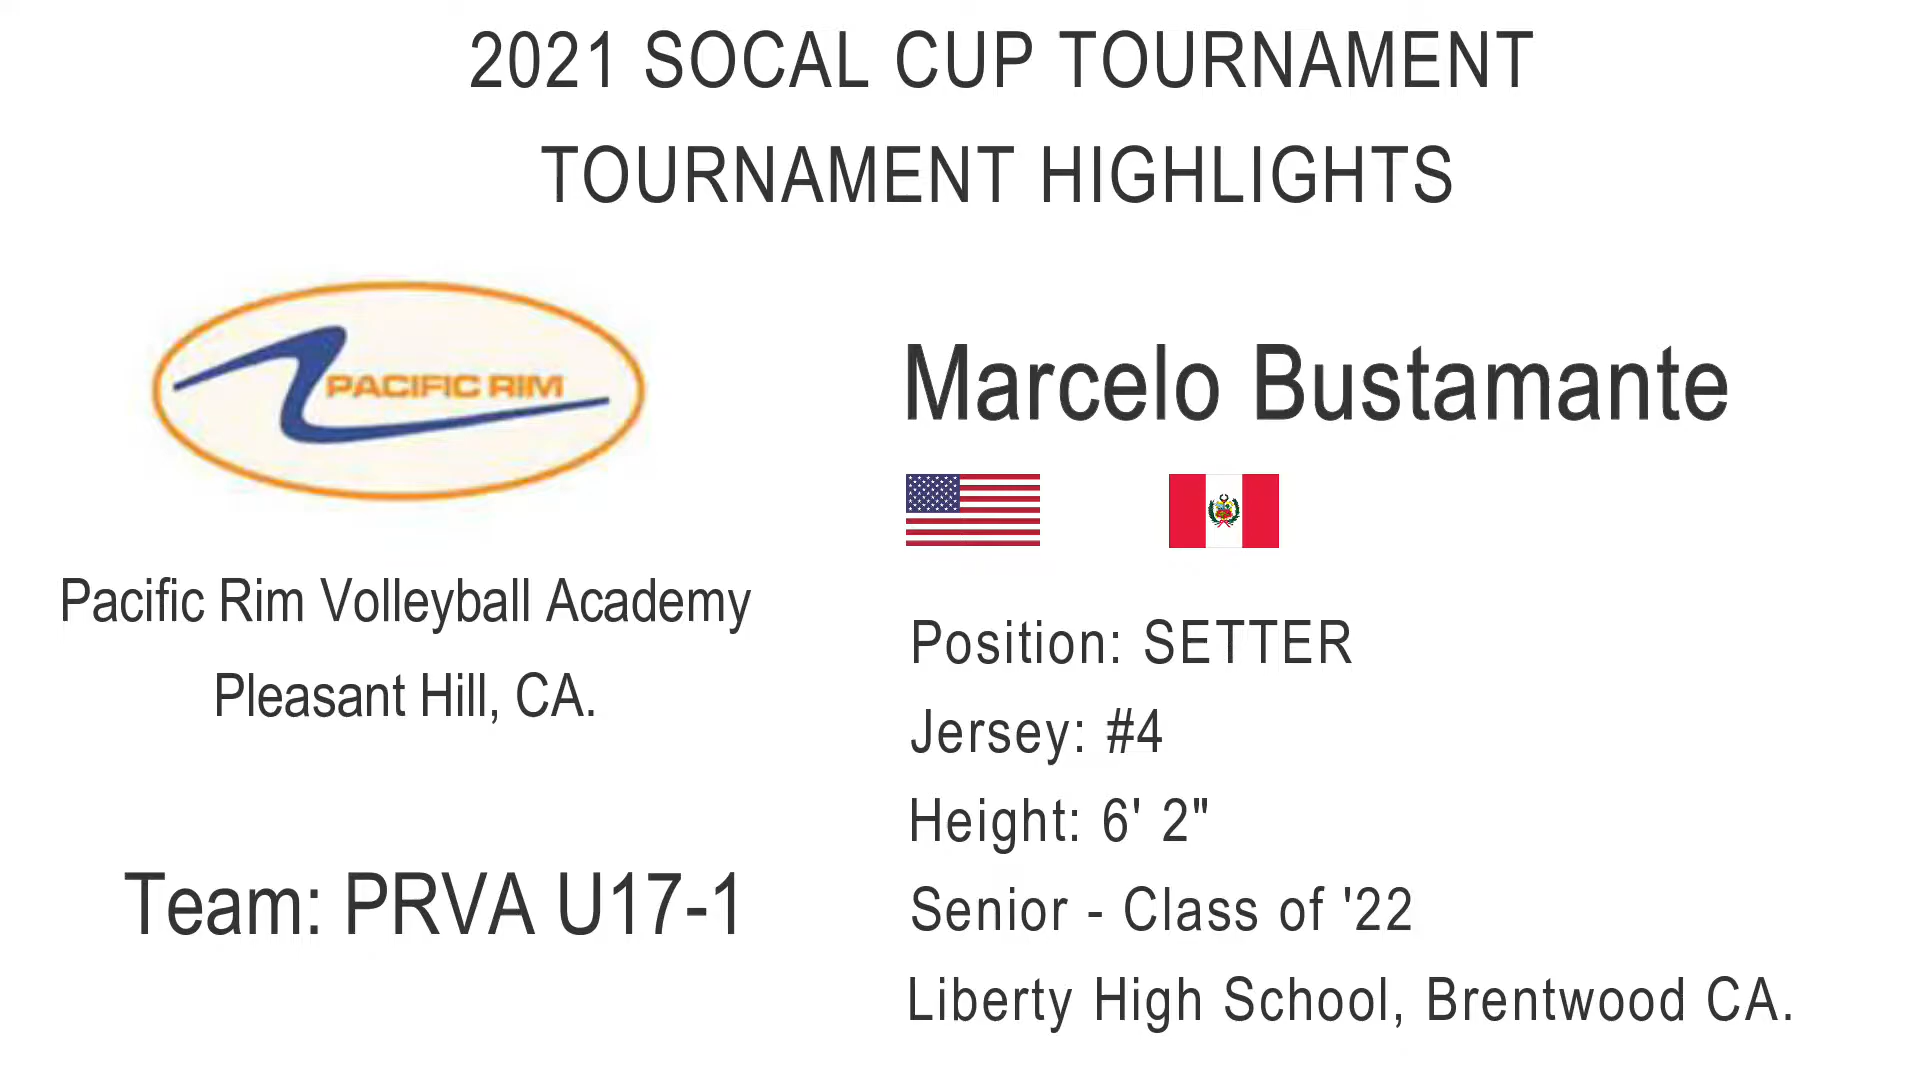 2021 SOCAL CUP TOURNAMENT
TOURNAMENT HIGHLIGHTS
PACIFIC RIM
Pacific Rim Volleyball Academy
Pleasant Hill, CA.
Team: PRVA U17-1
Marcelo Bustamante
Position: SETTER
Jersey: #4
Height: 6' 2"
Senior - Class of '22
Liberty High School, Brentwood CA.